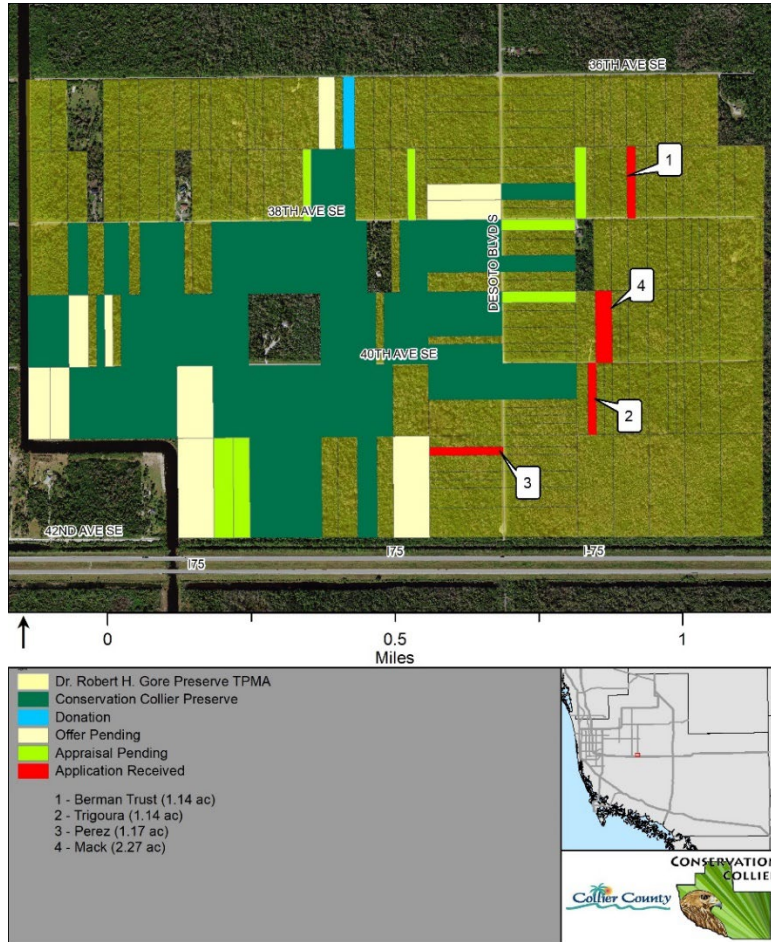 36TH AVE SE
1
38TH AVE SE
DESOTO BLVD S
4
40TH AVE SE
2
3
42ND AVE SE
I75
I75
I-75
0
0.5
1
Miles
Dr. Robert H. Gore Preserve TPMA
Conservation Collier Preserve
Donation
Offer Pending
Appraisal Pending
Application Received
1 - Berman Trust (1.14 ac)
2 - Trigoura (1.14 ac)
3 - Perez (1.17 ac)
4 - Mack (2.27 ac)
CONSERVATION
COLLIER
Collier County